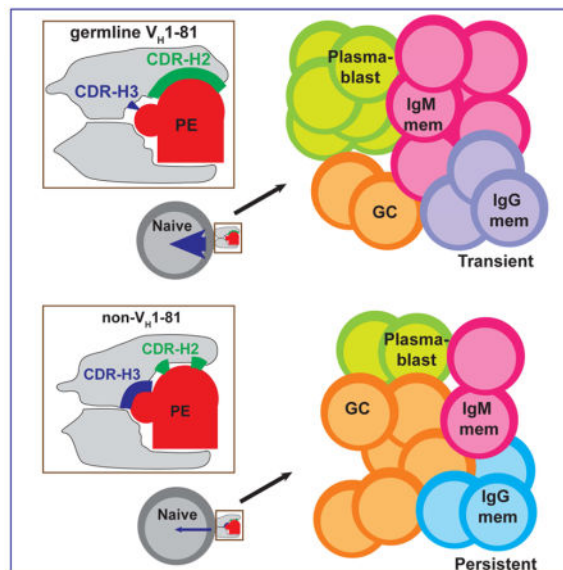 germline VH1-81
CDR-H2
CDR-H3
PE
Naive
Plasma-
blast
IgM
mem
GC
IgG
mem
Transient
non-VH1-81
CDR-H2
CDR-H3
PE
Naive
Plasma-
blast
GC
IgM
mem
IgG
mem
Persistent